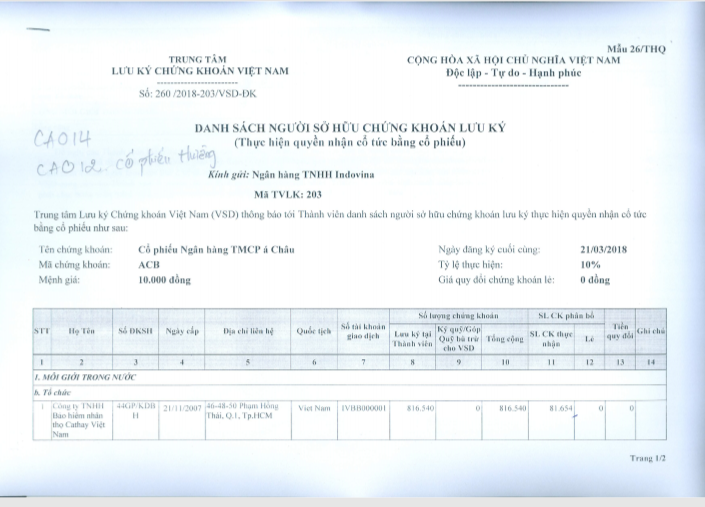 Mẫu 26/THQ
TRUNG TÂM
LƯU KÝ CHỨNG KHOÁN VIỆT NAM
Số: 260 /2018-203/VSD-ĐK
CỘNG HÒA XÃ HỘI CHỦ NGHĨA VIỆT NAM
Độc lập - Tự do - Hạnh phúc
CAO14
CAO12. cổ phiếu thưởng
DANH SÁCH NGƯỜI SỞ HỮU CHỨNG KHOÁN LƯU KÝ
(Thực hiện quyền nhận cổ tức bằng cổ phiếu)
Kính gửi: Ngân hàng TNHH Indovina
Mã TVLK: 203
Trung tâm Lưu ký Chứng khoán Việt Nam (VSD) thông báo tới Thành viên danh sách người sở hữu chứng khoán lưu ký thực hiện quyền nhận cổ tức
bằng cổ phiếu như sau:
Tên chứng khoán: Cổ phiếu Ngân hàng TMCP á Châu Ngày đăng ký cuối cùng: 21/03/2018
Mã chứng khoán: ACB Tỷ lệ thực hiện: 10%
Mệnh giá: 10.000 đồng Giá quy đổi chứng khoán lẻ: 0 đồng
STT Họ Tên Số ĐKSH Ngày cấp Địa chỉ liên hệ Quốc tịch Số tài khoản giao dịch Số lượng chứng khoán SL CK phân bổ Tiền quy đổi Ghi chú
Lưu ký tại Thành viên Ký quỹ/Góp Quỹ bù trừ cho VSD Tổng cộng SL CK thực nhận Lẻ
1 2 3 4 5 6 7 8 9 10 11 12 13 14
I. MÔI GIỚI TRONG NƯỚC
b. Tổ chức
1 Công ty TNHH Bảo hiểm nhân thọ Cathay Việt Nam 44GP/KDBH 21/11/2007 46-48-50 Phạm Hồng Thái, Q.1, Tp.HCM Viet Nam IVBB000001 816.540 0 816.540 81.654 0 0
Trang 1/2